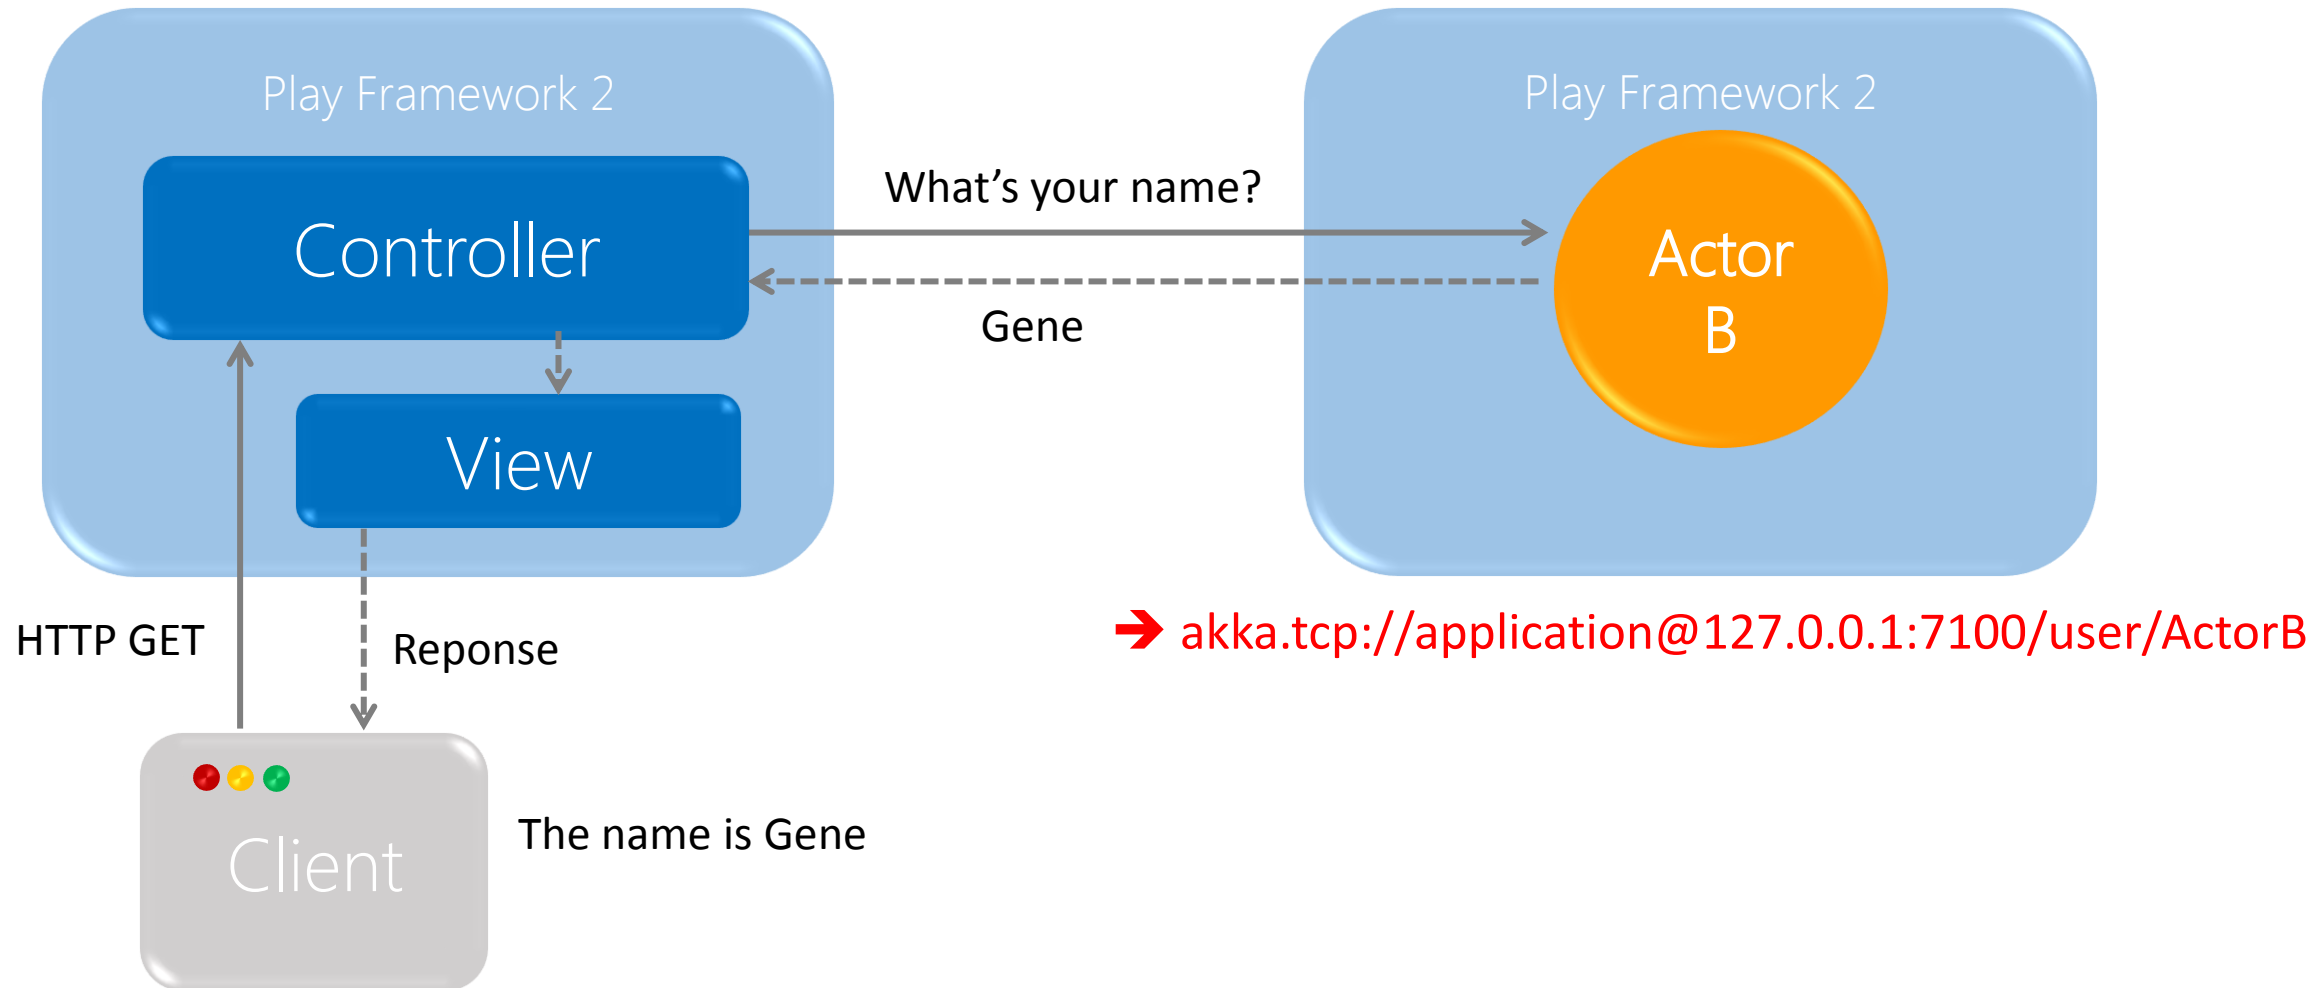 Play Framework 2
Controller
View
HTTP GET
Reponse
Client
The name is Gene
What’s your name?
Gene
Play Framework 2
Actor
B
➔ akka.tcp://application@127.0.0.1:7100/user/ActorB